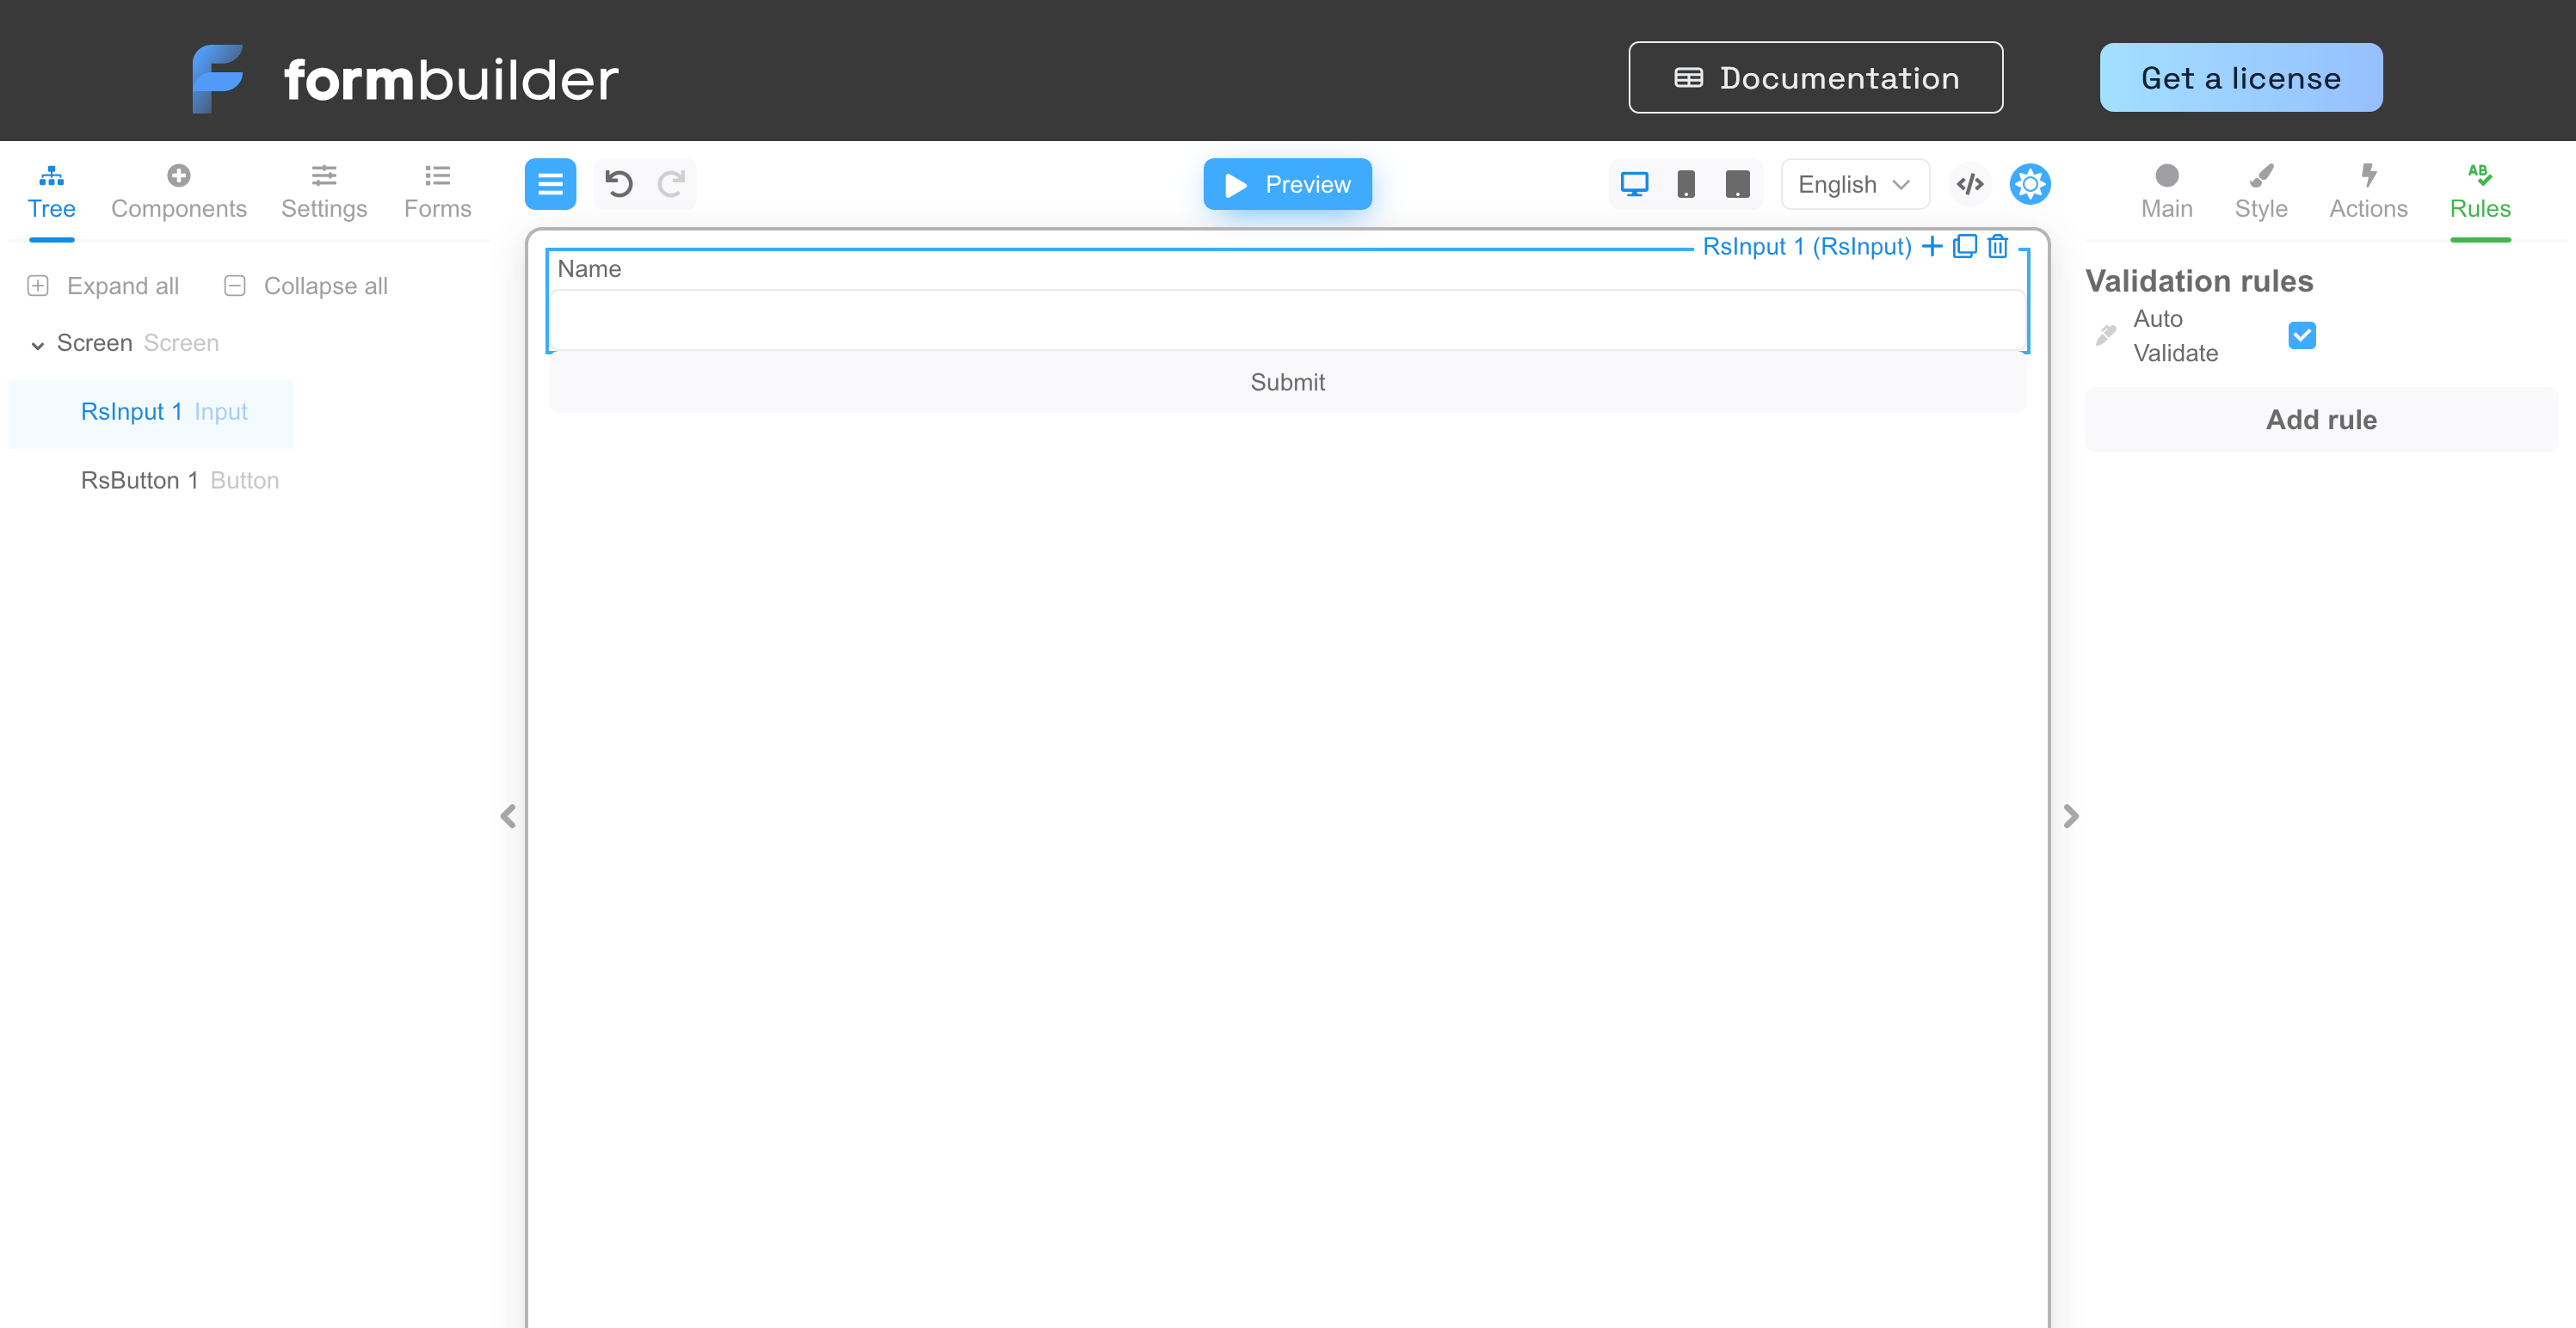 formbuilder
Documentation
Get a license
Tree
Components
Settings
Forms
Preview
English
Main
Style
Actions
AB
Rules
Expand all
Collapse all
Screen Screen
RsInput 1 Input
RsButton 1 Button
RsInput 1 (RsInput)
Name
Submit
Validation rules
Auto
Validate
Add rule